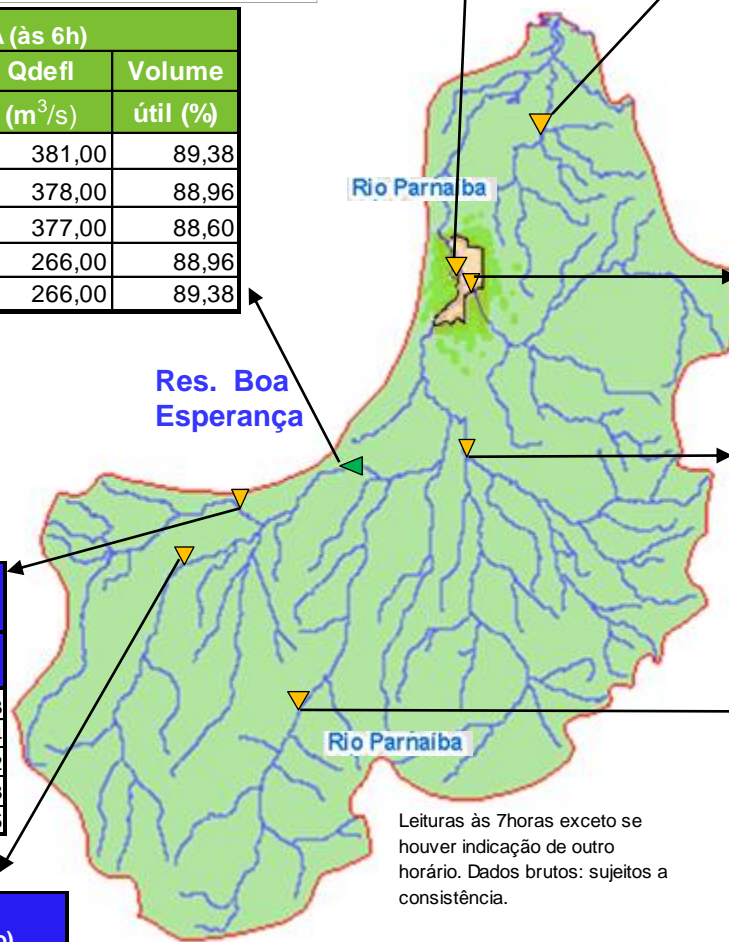 A (às 6h)
Qdefl Volume
(m³/s) útil (%)
381,00 89,38
378,00 88,96
377,00 88,60
266,00 88,96
266,00 89,38
Rio Parnaíba
Res. Boa
Esperança
Rio Parnaíba
Leituras às 7horas exceto se
houver indicação de outro
horário. Dados brutos: sujeitos a
consistência.